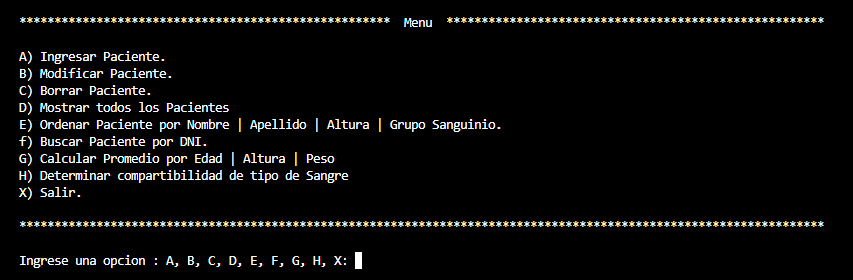 ***************************************************** Menu ******************************************************
A) Ingresar Paciente.
B) Modificar Paciente.
C) Borrar Paciente.
D) Mostrar todos los Pacientes
E) Ordenar Paciente por Nombre | Apellido | Altura | Grupo Sanguinio.
f) Buscar Paciente por DNI.
G) Calcular Promedio por Edad | Altura | Peso
H) Determinar compartibilidad de tipo de Sangre
X) Salir.
*******************************************************************************************************************
Ingrese una opcion : A, B, C, D, E, F, G, H, X: